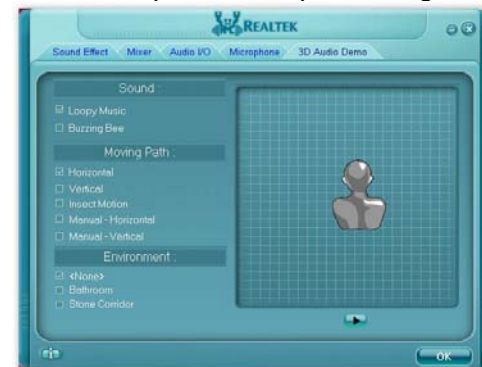 REALTEK
Sound Effect Mixer Audio I/O Microphone 3D Audio Demo
Sound :
Loopy Music
Buzzing Bee
Moving Path :
Horizontal
Vertical
Insect Motion
Manual - Horizontal
Manual - Vertical
Environment :
<None>
Bathroom
Stone Corridor
OK